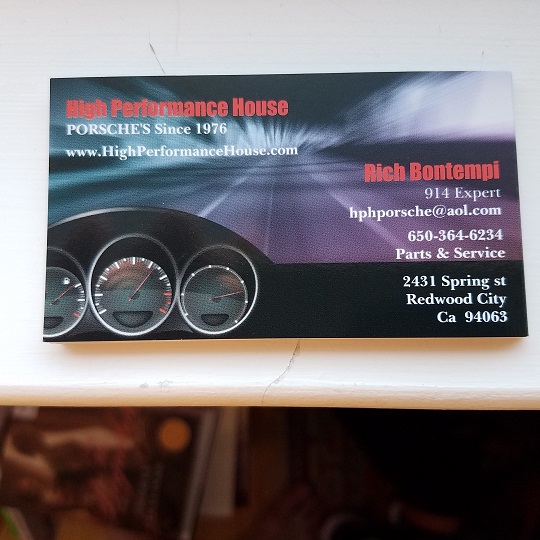 High Performance House
PORSCHE'S Since 1976
www.HighPerformanceHouse.com
Rich Bontempi
914 Expert
hphporsche@aol.com
650-364-6234
Parts & Service
2431 Spring st
Redwood City
Ca 94063